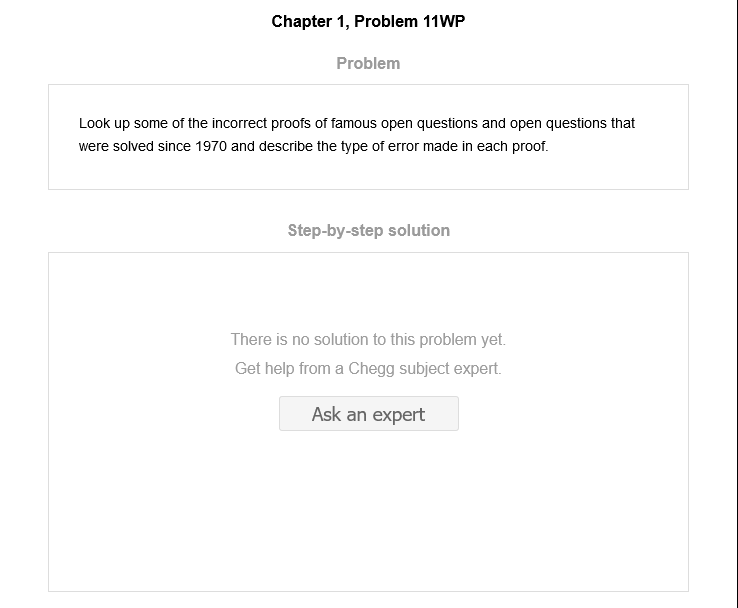 Chapter 1, Problem 11WP
Problem
Look up some of the incorrect proofs of famous open questions and open questions that
were solved since 1970 and describe the type of error made in each proof.
Step-by-step solution
There is no solution to this problem yet.
Get help from a Chegg subject expert.
Ask an expert